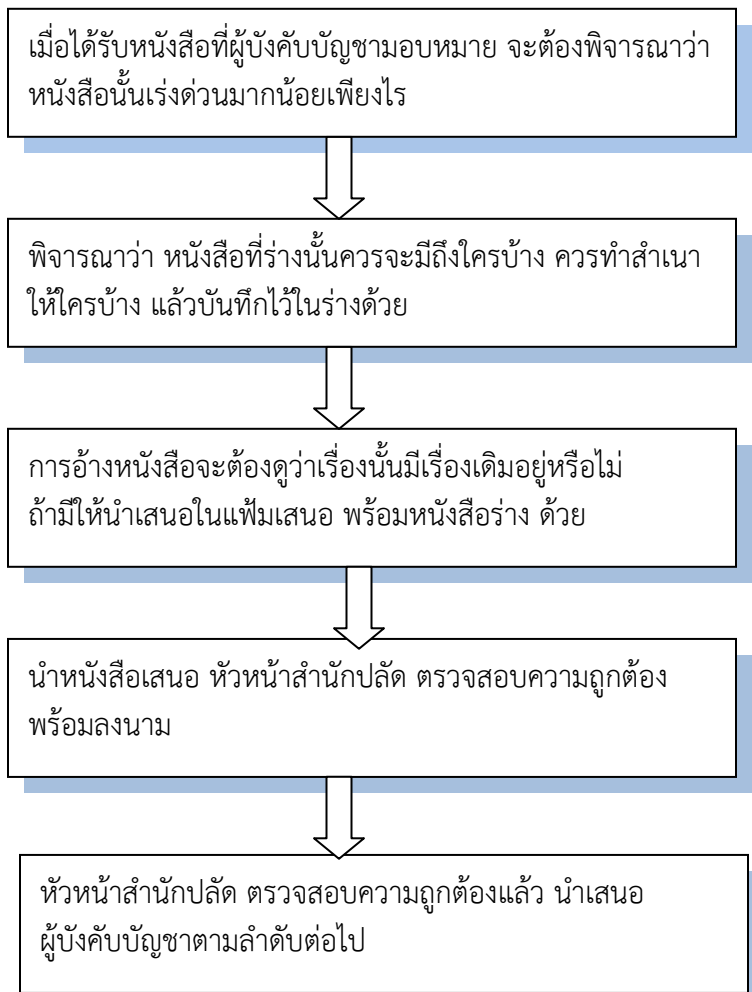 เมื่อได้รับหนังสือที่ผู้บังคับบัญชามอบหมาย จะต้องพิจารณาว่า
หนังสือนั้นเร่งด่วนมากน้อยเพียงไร
พิจารณาว่า หนังสือที่ร่างนั้นควรจะมีถึงใครบ้าง ควรทำสำเนา
ให้ใครบ้าง แล้วบันทึกไว้ในร่างด้วย
การอ้างหนังสือจะต้องดูว่าเรื่องนั้นมีเรื่องเดิมอยู่หรือไม่
ถ้ามีให้นำเสนอในแฟ้มเสนอ พร้อมหนังสือร่าง ด้วย
นำหนังสือเสนอ หัวหน้าสำนักปลัด ตรวจสอบความถูกต้อง
พร้อมลงนาม
หัวหน้าสำนักปลัด ตรวจสอบความถูกต้องแล้ว นำเสนอ
ผู้บังคับบัญชาตามลำดับต่อไป